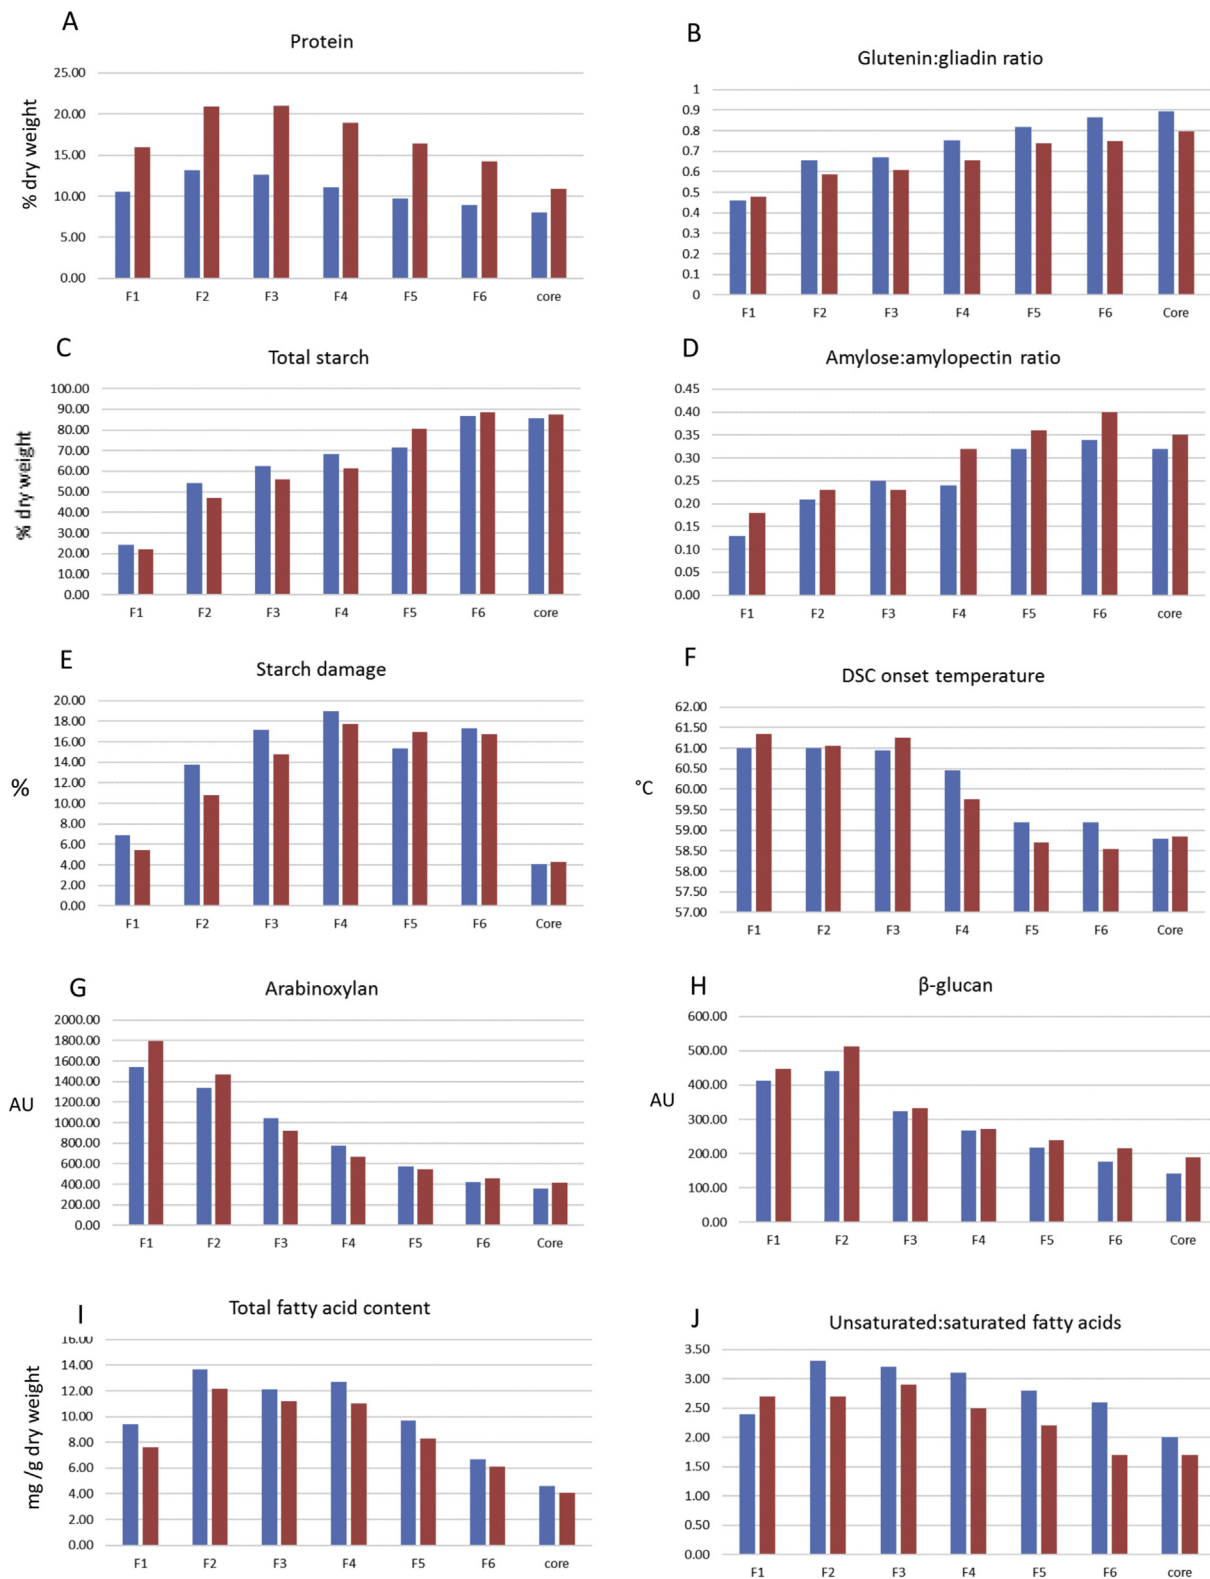 A
Protein
% dry weight
25.00
20.00
15.00
10.00
5.00
0.00
F1 F2 F3 F4 F5 F6 core
B
Glutenin:gliadin ratio
1
0.9
0.8
0.7
0.6
0.5
0.4
0.3
0.2
0.1
0
F1 F2 F3 F4 F5 F6 Core
C
Total starch
% dry weight
100.00
90.00
80.00
70.00
60.00
50.00
40.00
30.00
20.00
10.00
0.00
F1 F2 F3 F4 F5 F6 core
D
Amylose:amylopectin ratio
0.45
0.40
0.35
0.30
0.25
0.20
0.15
0.10
0.05
0.00
F1 F2 F3 F4 F5 F6 core
E
Starch damage
%
20.00
18.00
16.00
14.00
12.00
10.00
8.00
6.00
4.00
2.00
0.00
F1 F2 F3 F4 F5 F6 Core
F
DSC onset temperature
°C
62.00
61.50
61.00
60.50
60.00
59.50
59.00
58.50
58.00
57.50
57.00
F1 F2 F3 F4 F5 F6 Core
G
Arabinoxylan
AU
2000.00
1800.00
1600.00
1400.00
1200.00
1000.00
800.00
600.00
400.00
200.00
0.00
F1 F2 F3 F4 F5 F6 Core
H
β-glucan
AU
600.00
500.00
400.00
300.00
200.00
100.00
0.00
F1 F2 F3 F4 F5 F6 Core
I
Total fatty acid content
mg /g dry weight
16.00
14.00
12.00
10.00
8.00
6.00
4.00
2.00
0.00
F1 F2 F3 F4 F5 F6 core
J
Unsaturated:saturated fatty acids
3.50
3.00
2.50
2.00
1.50
1.00
0.50
0.00
F1 F2 F3 F4 F5 F6 core